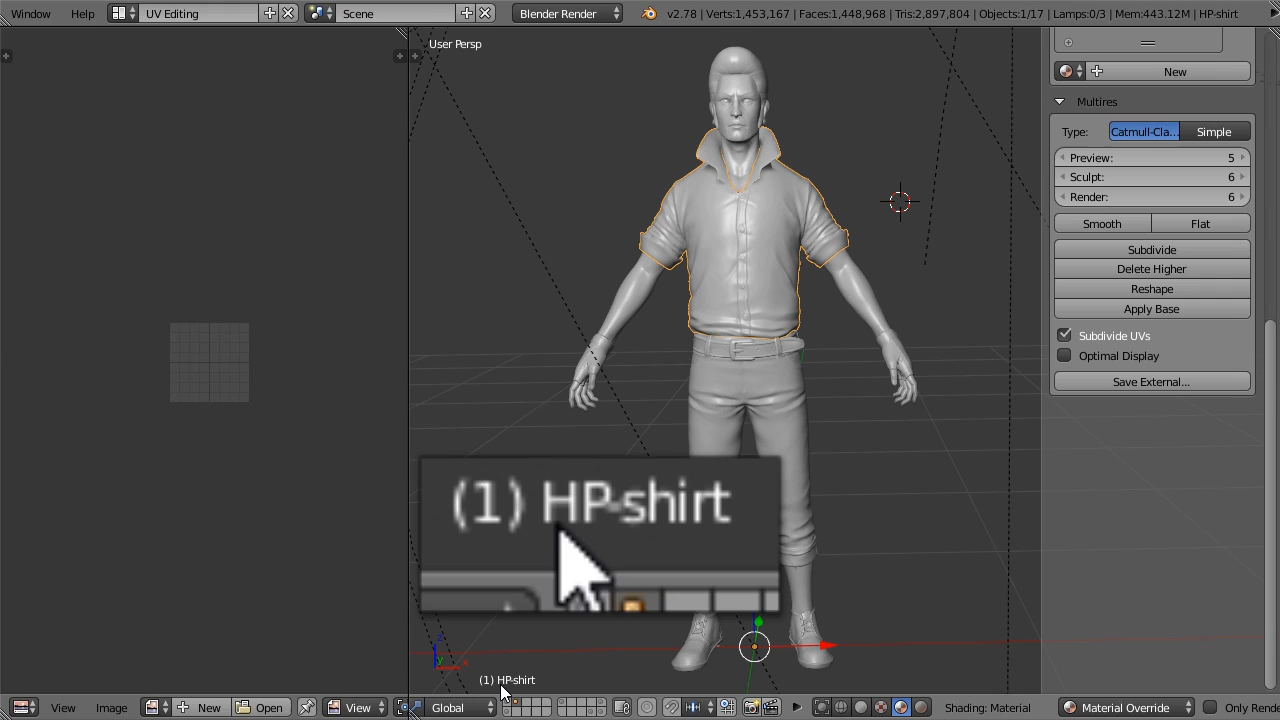 Window Help UV Editing Scene Blender Render v2.78 | Verts:1,453,167 | Faces:1,448,968 | Tris:2,897,804 | Objects:1/17 | Lamps:0/3 | Mem:443.12M | HP-shirt
User Persp
New
Multires
Type: Catmull-Cla... Simple
Preview: 5
Sculpt: 6
Render: 6
Smooth Flat
Subdivide
Delete Higher
Reshape
Apply Base
Subdivide UVs
Optimal Display
Save External...
(1) HP-shirt
z
y x
(1) HP-shirt
View Image New Open View Global Shading: Material Material Override Only Rende